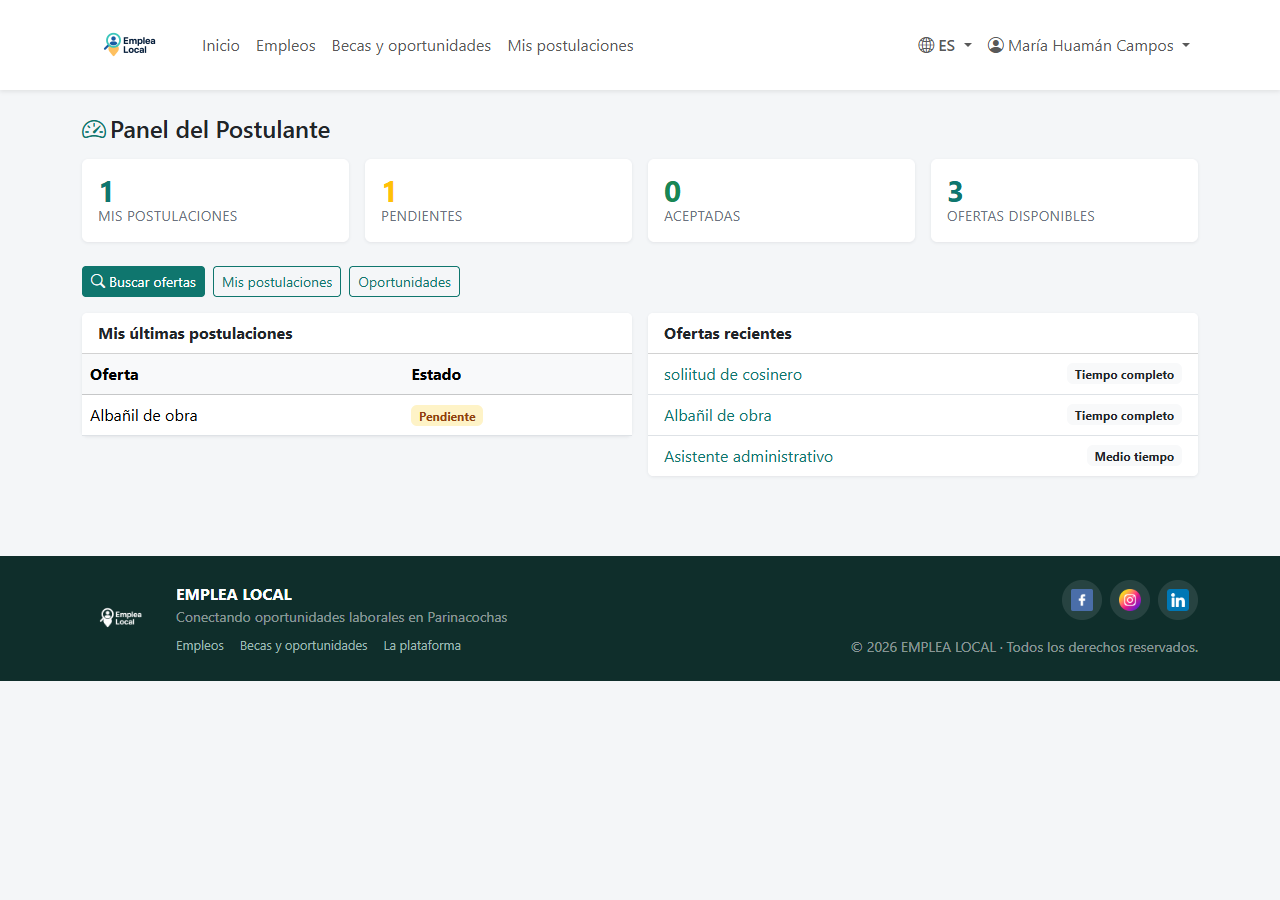 Emplea Local
Inicio Empleos Becas y oportunidades Mis postulaciones ES María Huamán Campos
Panel del Postulante
1
MIS POSTULACIONES
1
PENDIENTES
0
ACEPTADAS
3
OFERTAS DISPONIBLES
Buscar ofertas Mis postulaciones Oportunidades
Mis últimas postulaciones
Oferta Estado
Albañil de obra Pendiente
Ofertas recientes
soliitud de cosinero Tiempo completo
Albañil de obra Tiempo completo
Asistente administrativo Medio tiempo
Emplea Local
EMPLEA LOCAL
Conectando oportunidades laborales en Parinacochas
Empleos Becas y oportunidades La plataforma
© 2026 EMPLEA LOCAL · Todos los derechos reservados.